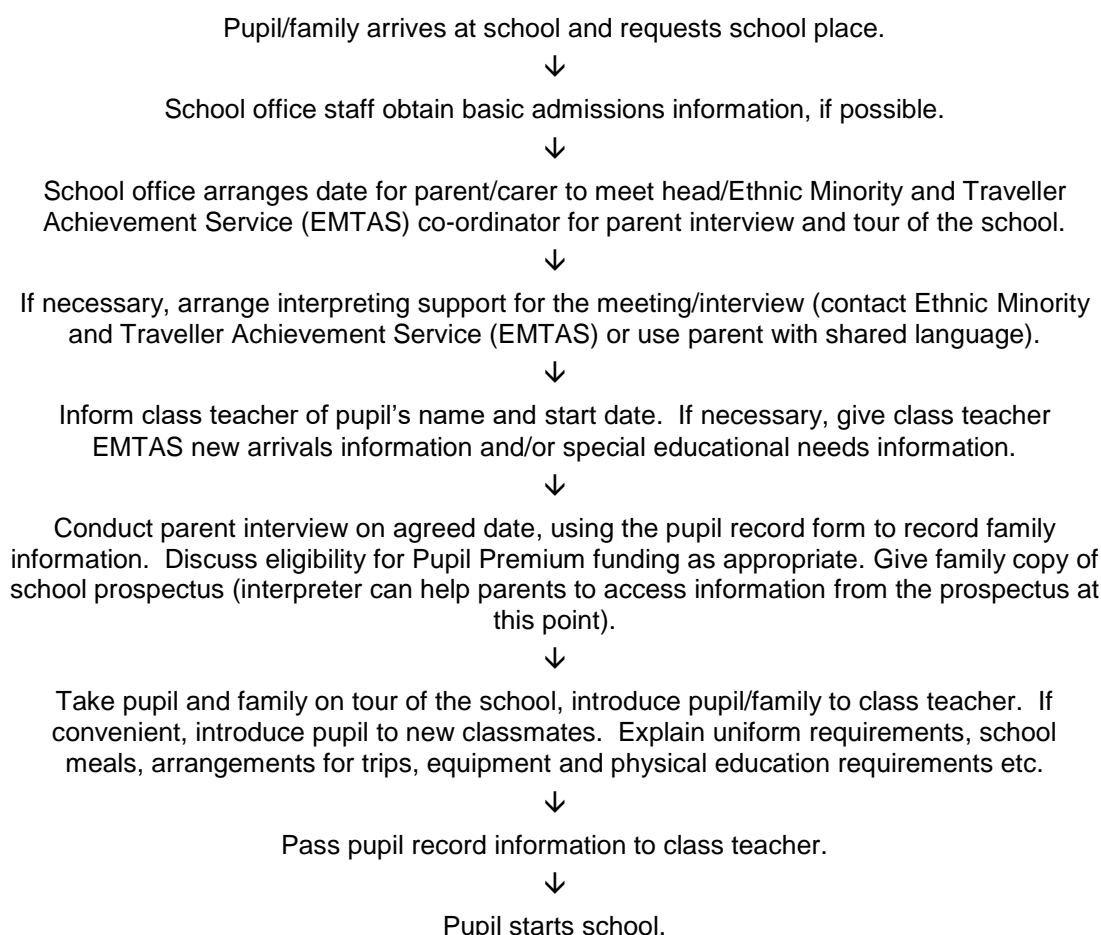 Pupil/family arrives at school and requests school place.
↓
School office staff obtain basic admissions information, if possible.
↓
School office arranges date for parent/carer to meet head/Ethnic Minority and Traveller
Achievement Service (EMTAS) co-ordinator for parent interview and tour of the school.
↓
If necessary, arrange interpreting support for the meeting/interview (contact Ethnic Minority
and Traveller Achievement Service (EMTAS) or use parent with shared language).
↓
Inform class teacher of pupil's name and start date.  If necessary, give class teacher
EMTAS new arrivals information and/or special educational needs information.
↓
Conduct parent interview on agreed date, using the pupil record form to record family
information.  Discuss eligibility for Pupil Premium funding as appropriate. Give family copy of
school prospectus (interpreter can help parents to access information from the prospectus at
this point).
↓
Take pupil and family on tour of the school, introduce pupil/family to class teacher.  If
convenient, introduce pupil to new classmates.  Explain uniform requirements, school
meals, arrangements for trips, equipment and physical education requirements etc.
↓
Pass pupil record information to class teacher.
↓
Pupil starts school.